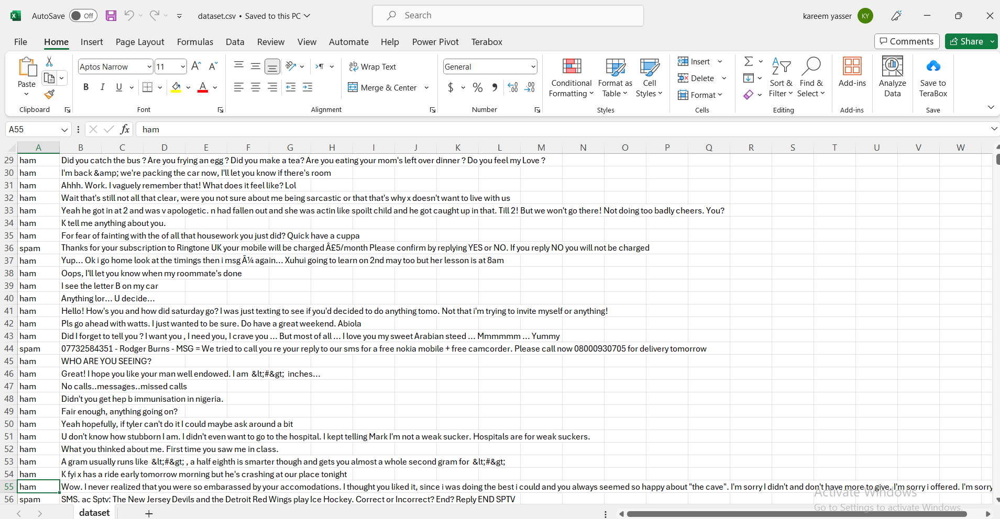 AutoSave Off dataset.csv • Saved to this PC Search kareem yasser KY
File Home Insert Page Layout Formulas Data Review View Automate Help Power Pivot Terabox Comments Share
Aptos Narrow 11 Wrap Text General Insert
Paste B I U A Merge & Center $ % Conditional Formatting Format as Table Cell Styles Delete Format Sort & Filter Find & Select Add-ins Analyze Data Save to TeraBox
Clipboard Font Alignment Number Styles Cells Editing Add-ins Save
A55 fx ham
A B C D E F G H I J K L M N O P Q R S T U V W
29 ham Did you catch the bus ? Are you frying an egg ? Did you make a tea? Are you eating your mom's left over dinner ? Do you feel my Love ?
30 ham I'm back &amp; we're packing the car now, I'll let you know if there's room
31 ham Ahhh. Work. I vaguely remember that! What does it feel like? Lol
32 ham Wait that's still not all that clear, were you not sure about me being sarcastic or that that's why x doesn't want to live with us
33 ham Yeah he got in at 2 and was v apologetic. n had fallen out and she was actin like spoilt child and he got caught up in that. Till 2! But we won't go there! Not doing too badly cheers. You?
34 ham K tell me anything about you.
35 ham For fear of fainting with the of all that housework you just did? Quick have a cuppa
36 spam Thanks for your subscription to Ringtone UK your mobile will be charged Â£5/month Please confirm by replying YES or NO. If you reply NO you will not be charged
37 ham Yup... Ok i go home look at the timings then i msg Ã¼ again... Xuhui going to learn on 2nd may too but her lesson is at 8am
38 ham Oops, I'll let you know when my roommate's done
39 ham I see the letter B on my car
40 ham Anything lor... U decide...
41 ham Hello! How's you and how did saturday go? I was just texting to see if you'd decided to do anything tomo. Not that i'm trying to invite myself or anything!
42 ham Pls go ahead with watts. I just wanted to be sure. Do have a great weekend. Abiola
43 ham Did I forget to tell you ? I want you , I need you, I crave you ... But most of all ... I love you my sweet Arabian steed ... Mmmmmm ... Yummy
44 spam 07732584351 - Rodger Burns - MSG = We tried to call you re your reply to our sms for a free nokia mobile + free camcorder. Please call now 08000930705 for delivery tomorrow
45 ham WHO ARE YOU SEEING?
46 ham Great! I hope you like your man well endowed. I am &lt;#&gt; inches...
47 ham No calls..messages..missed calls
48 ham Didn't you get hep b immunisation in nigeria.
49 ham Fair enough, anything going on?
50 ham Yeah hopefully, if tyler can't do it I could maybe ask around a bit
51 ham U don't know how stubborn I am. I didn't even want to go to the hospital. I kept telling Mark I'm not a weak sucker. Hospitals are for weak suckers.
52 ham What you thinked about me. First time you saw me in class.
53 ham A gram usually runs like &lt;#&gt; , a half eighth is smarter though and gets you almost a whole second gram for &lt;#&gt;
54 ham K fyi x has a ride early tomorrow morning but he's crashing at our place tonight
55 ham Wow. I never realized that you were so embarassed by your accomodations. I thought you liked it, since i was doing the best i could and you always seemed so happy about "the cave". I'm sorry I didn't and don't have more to give. I'm sorry i offered. I'm sorry
56 spam SMS. ac Sptv: The New Jersey Devils and the Detroit Red Wings play Ice Hockey. Correct or Incorrect? End? Reply END SPTV
Activate Windows
Go to Settings to activate Windows.
dataset